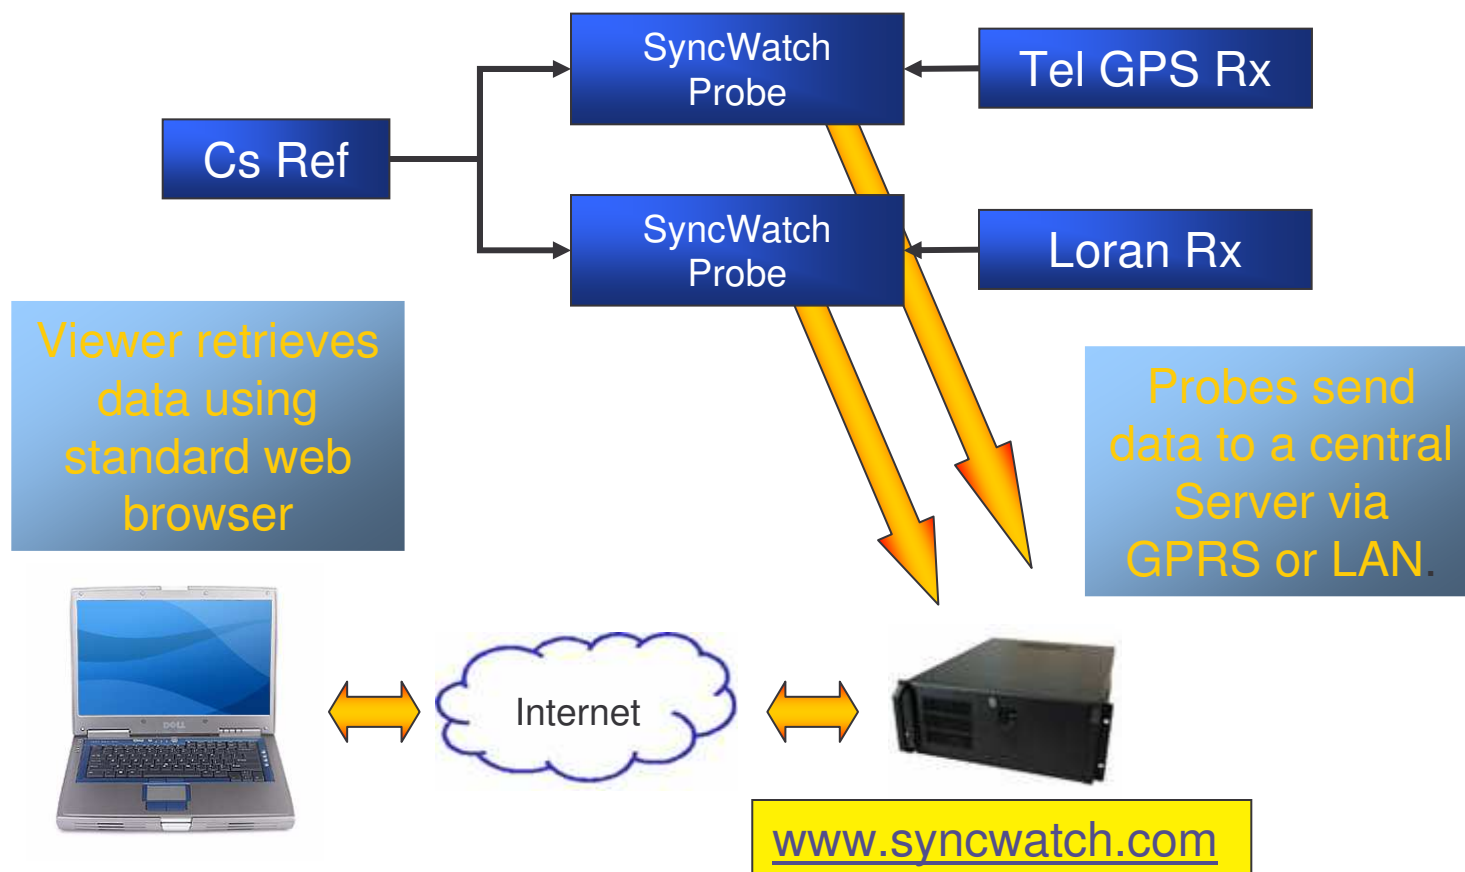 SyncWatch
Probe
Tel GPS Rx
Cs Ref
SyncWatch
Probe
Loran Rx
Viewer retrieves
data using
standard web
browser
Probes send
data to a central
Server via
GPRS or LAN.
DELL
Internet
www.syncwatch.com